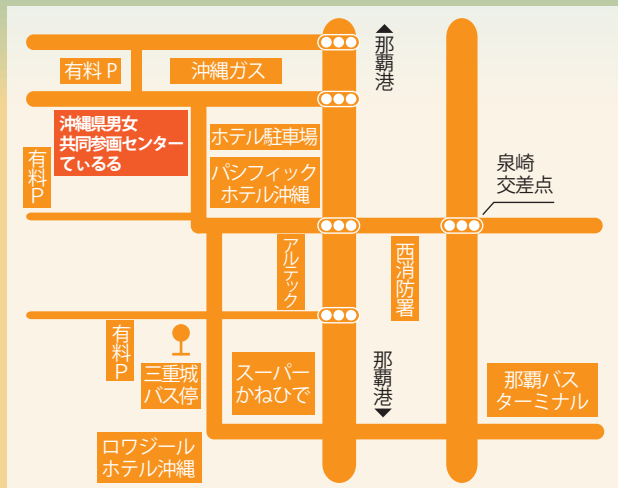 ▲
那覇港
有料 P
沖縄ガス
沖縄県男女
共同参画センター
てぃるる
ホテル駐車場
有料P
パシフィック
ホテル沖縄
泉崎
交差点
アルテック
西消防署
有料P
三重城
バス停
スーパー
かねひで
那覇港
▼
那覇バス
ターミナル
ロワジール
ホテル沖縄